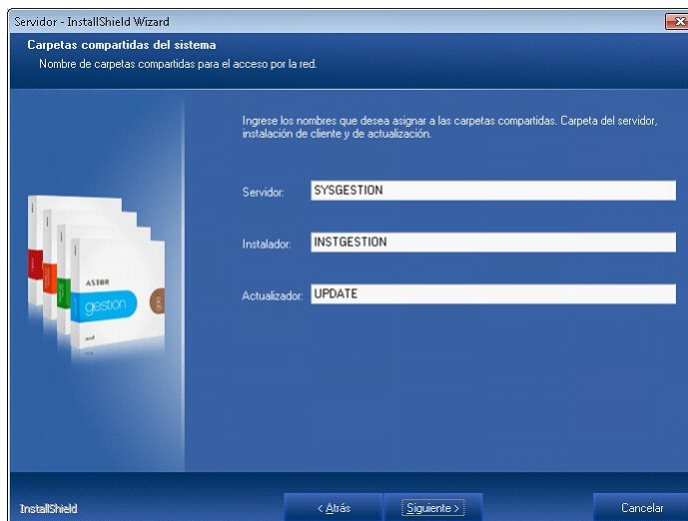 Servidor - InstallShield Wizard
Carpetas compartidas del sistema
Nombre de carpetas compartidas para el acceso por la red.
Ingrese los nombres que desea asignar a las carpetas compartidas. Carpeta del servidor,
instalación de cliente y de actualización.
Servidor: SYSGESTION
Instalador: INSTGESTION
Actualizador: UPDATE
ASTOR
gestión
InstallShield
< Atrás
Siguiente >
Cancelar